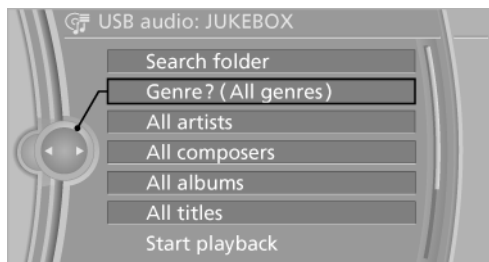 USB audio: JUKEBOX
Search folder
Genre? (All genres)
All artists
All composers
All albums
All titles
Start playback